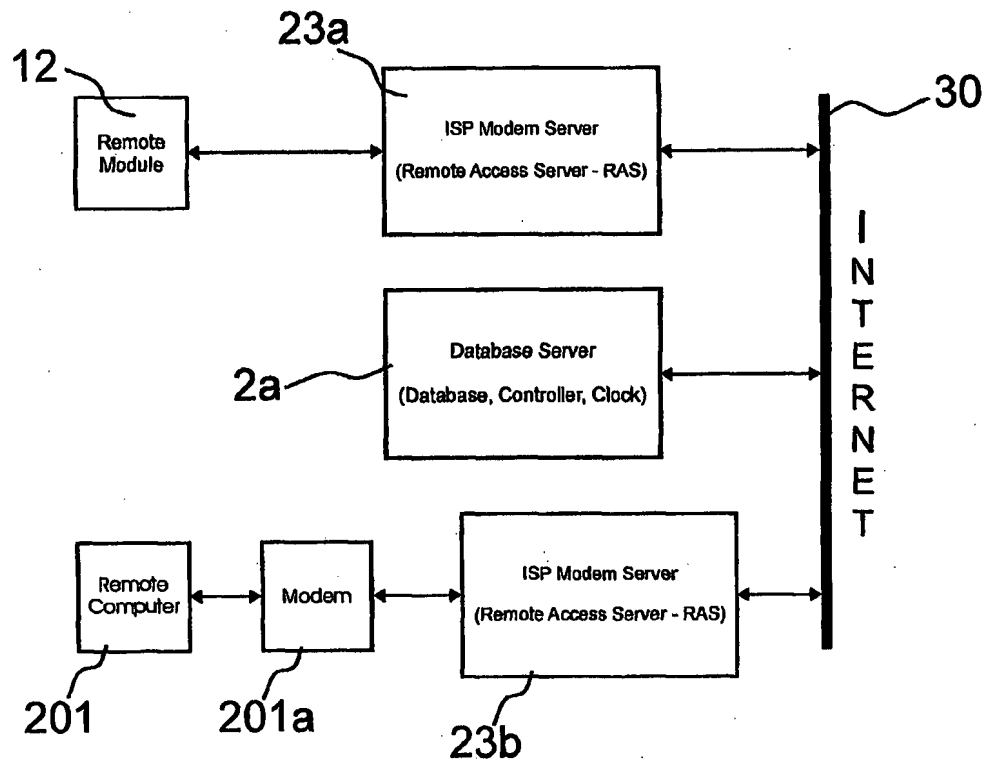 23a
12
30
Remote
Module
ISP Modem Server
(Remote Access Server - RAS)
INTERNET
2a
Database Server
(Database, Controller, Clock)
Remote
Computer
Modem
ISP Modem Server
(Remote Access Server - RAS)
201
201a
23b